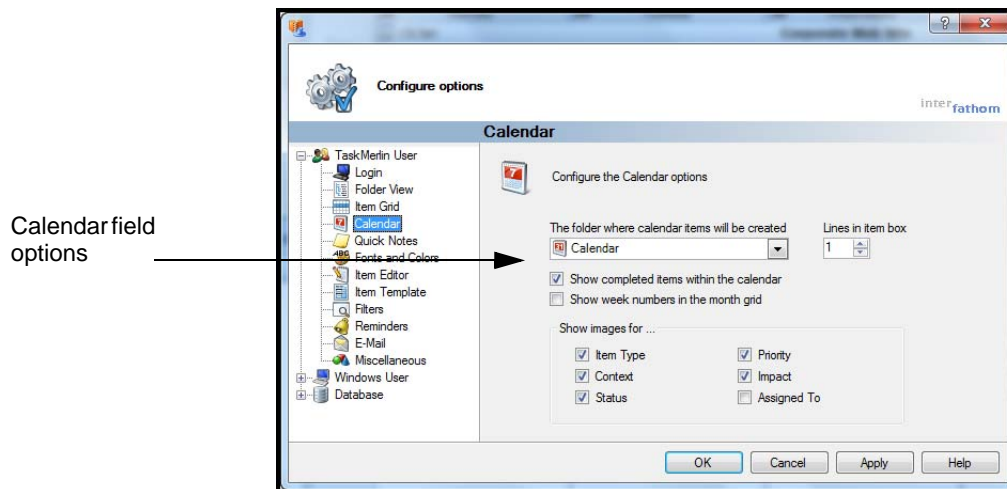 Configure options
inter fathom
Calendar
TaskMerlin User
Login
Folder View
Item Grid
Calendar
Quick Notes
Fonts and Colors
Item Editor
Item Template
Filters
Reminders
E-Mail
Miscellaneous
Windows User
Database
Calendar field
options
Configure the Calendar options
The folder where calendar items will be created
Lines in item box
Calendar
1
Show completed items within the calendar
Show week numbers in the month grid
Show images for ...
Item Type
Priority
Context
Impact
Status
Assigned To
OK
Cancel
Apply
Help